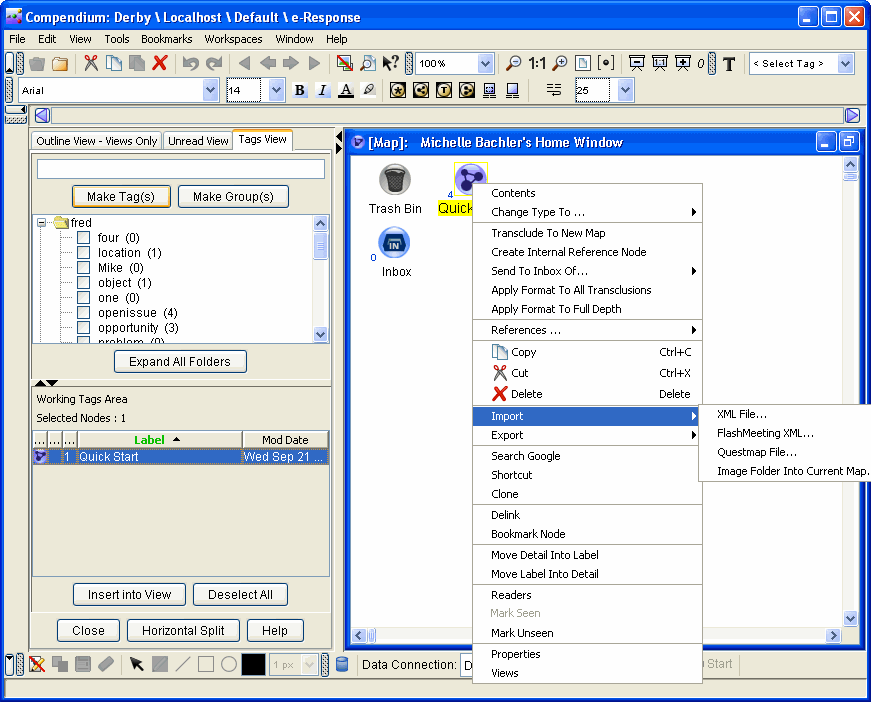 Compendium: Derby \ Localhost \ Default \ e-Response
File Edit View Tools Bookmarks Workspaces Window Help
100% 1:1 0 T < Select Tag >
Arial 14 B I A 25
Outline View - Views Only Unread View Tags View
Make Tag(s) Make Group(s)
fred
four (0)
location (1)
Mike (0)
object (1)
one (0)
openissue (4)
opportunity (3)
problem (0)
Expand All Folders
Working Tags Area
Selected Nodes : 1
... ... ... Label Mod Date
1 Quick Start Wed Sep 21 ...
Insert into View Deselect All
Close Horizontal Split Help
[Map]: Michelle Bachler's Home Window
Trash Bin
4
Quick
0
IN
Inbox
Contents
Change Type To ...
Transclude To New Map
Create Internal Reference Node
Send To Inbox Of...
Apply Format To All Transclusions
Apply Format To Full Depth
References ...
Copy Ctrl+C
Cut Ctrl+X
Delete Delete
Import
Export
Search Google
Shortcut
Clone
Delink
Bookmark Node
Move Detail Into Label
Move Label Into Detail
Readers
Mark Seen
Mark Unseen
Properties
Views
XML File...
FlashMeeting XML...
Questmap File...
Image Folder Into Current Map.
1 px Data Connection: D Start